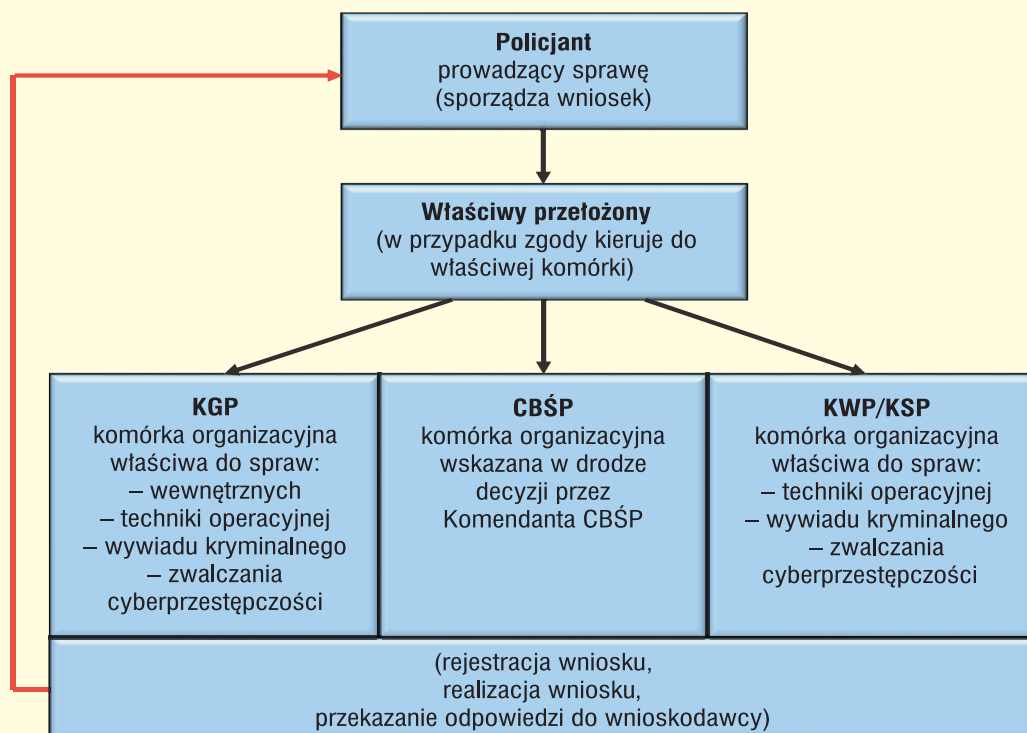 Policjant
prowadzący sprawę
(sporządza wniosek)
Właściwy przełożony
(w przypadku zgody kieruje do
właściwej komórki)
KGP
komórka organizacyjna
właściwa do spraw:
– wewnętrznych
– techniki operacyjnej
– wywiadu kryminalnego
– zwalczania
cyberprzestępczości
CBŚP
komórka organizacyjna
wskazana w drodze
decyzji przez
Komendanta CBŚP
KWP/KSP
komórka organizacyjna
właściwa do spraw:
– techniki operacyjnej
– wywiadu kryminalnego
– zwalczania
cyberprzestępczości
(rejestracja wniosku,
realizacja wniosku,
przekazanie odpowiedzi do wnioskodawcy)